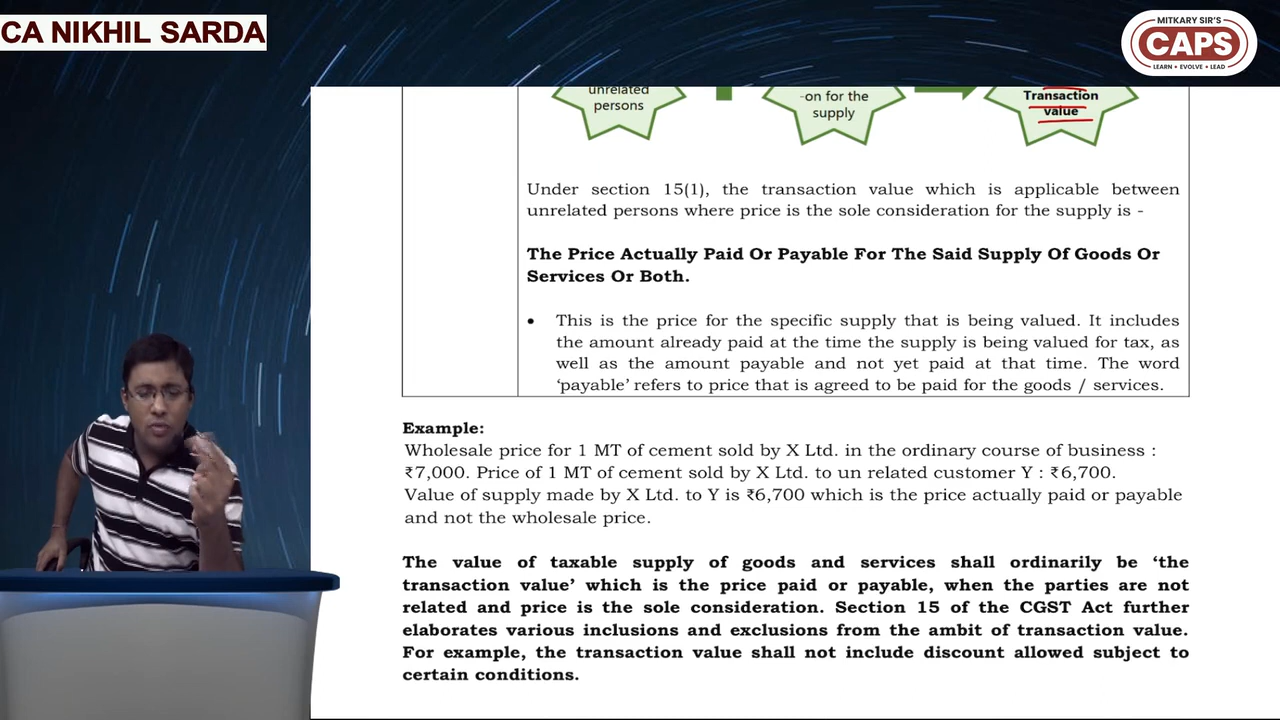 CA NIKHIL SARDA
MITKARY SIR'S
CAPS
LEARN • EVOLVE • LEAD
unrelated
persons
-on for the
supply
Transaction
value
Under section 15(1), the transaction value which is applicable between
unrelated persons where price is the sole consideration for the supply is -
The Price Actually Paid Or Payable For The Said Supply Of Goods Or
Services Or Both.
• This is the price for the specific supply that is being valued. It includes
the amount already paid at the time the supply is being valued for tax, as
well as the amount payable and not yet paid at that time. The word
'payable' refers to price that is agreed to be paid for the goods / services.
Example:
Wholesale price for 1 MT of cement sold by X Ltd. in the ordinary course of business :
₹7,000. Price of 1 MT of cement sold by X Ltd. to un related customer Y : ₹6,700.
Value of supply made by X Ltd. to Y is ₹6,700 which is the price actually paid or payable
and not the wholesale price.
The value of taxable supply of goods and services shall ordinarily be 'the
transaction value' which is the price paid or payable, when the parties are not
related and price is the sole consideration. Section 15 of the CGST Act further
elaborates various inclusions and exclusions from the ambit of transaction value.
For example, the transaction value shall not include discount allowed subject to
certain conditions.